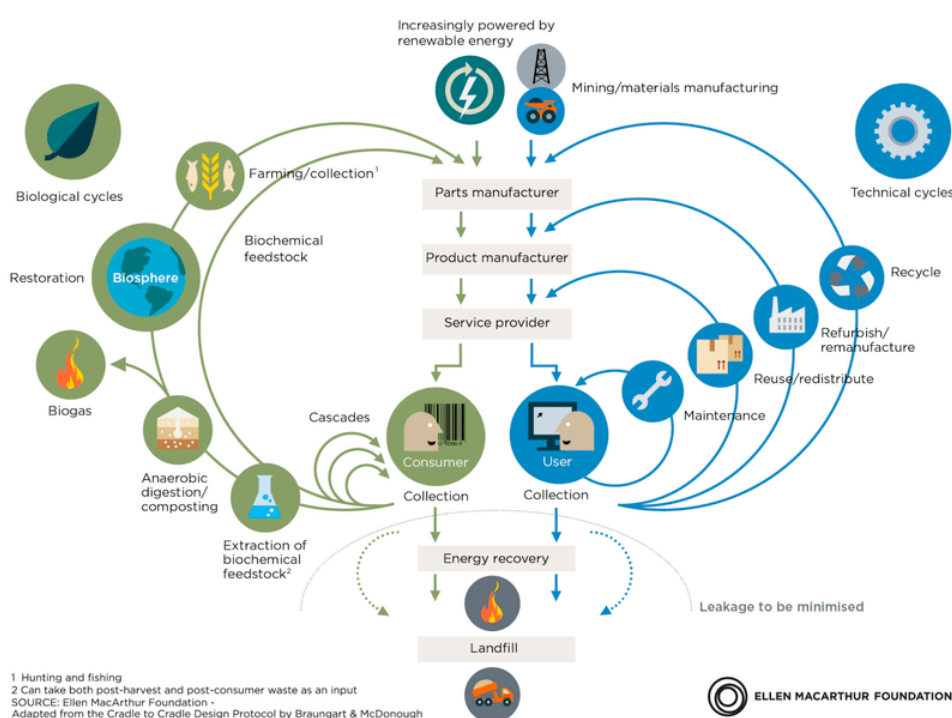 Increasingly powered by
renewable energy
Mining/materials manufacturing
Biological cycles
Technical cycles
Farming/collection¹
Parts manufacturer
Biochemical
feedstock
Product manufacturer
Restoration
Biosphere
Recycle
Service provider
Refurbish/
remanufacture
Reuse/redistribute
Biogas
Maintenance
Cascades
Consumer
User
Anaerobic
digestion/
composting
Collection
Collection
Extraction of
biochemical
feedstock²
Energy recovery
Leakage to be minimised
Landfill
1 Hunting and fishing
2 Can take both post-harvest and post-consumer waste as an input
SOURCE: Ellen MacArthur Foundation -
Adapted from the Cradle to Cradle Design Protocol by Braungart & McDonough
ELLEN MACARTHUR FOUNDATION